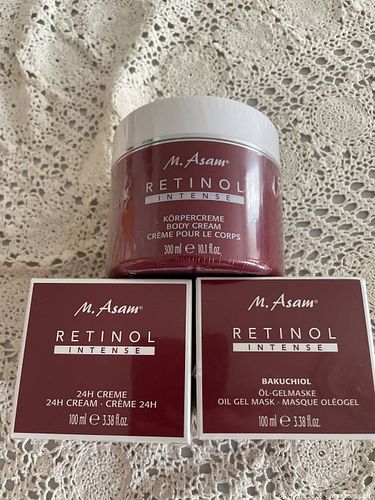 M. Asam®
RETINOL
INTENSE
KÖRPERCREME
BODY CREAM
CRÈME POUR LE CORPS
300 ml ℮ 10.1 fl.oz.
M. Asam®
RETINOL
INTENSE
24H CREME
24H CREAM · CRÈME 24H
100 ml ℮ 3.38 fl.oz.
M. Asam®
RETINOL
INTENSE
BAKUCHIOL
ÖL-GELMASKE
OIL GEL MASK · MASQUE OLÉOGEL
100 ml ℮ 3.38 fl.oz.